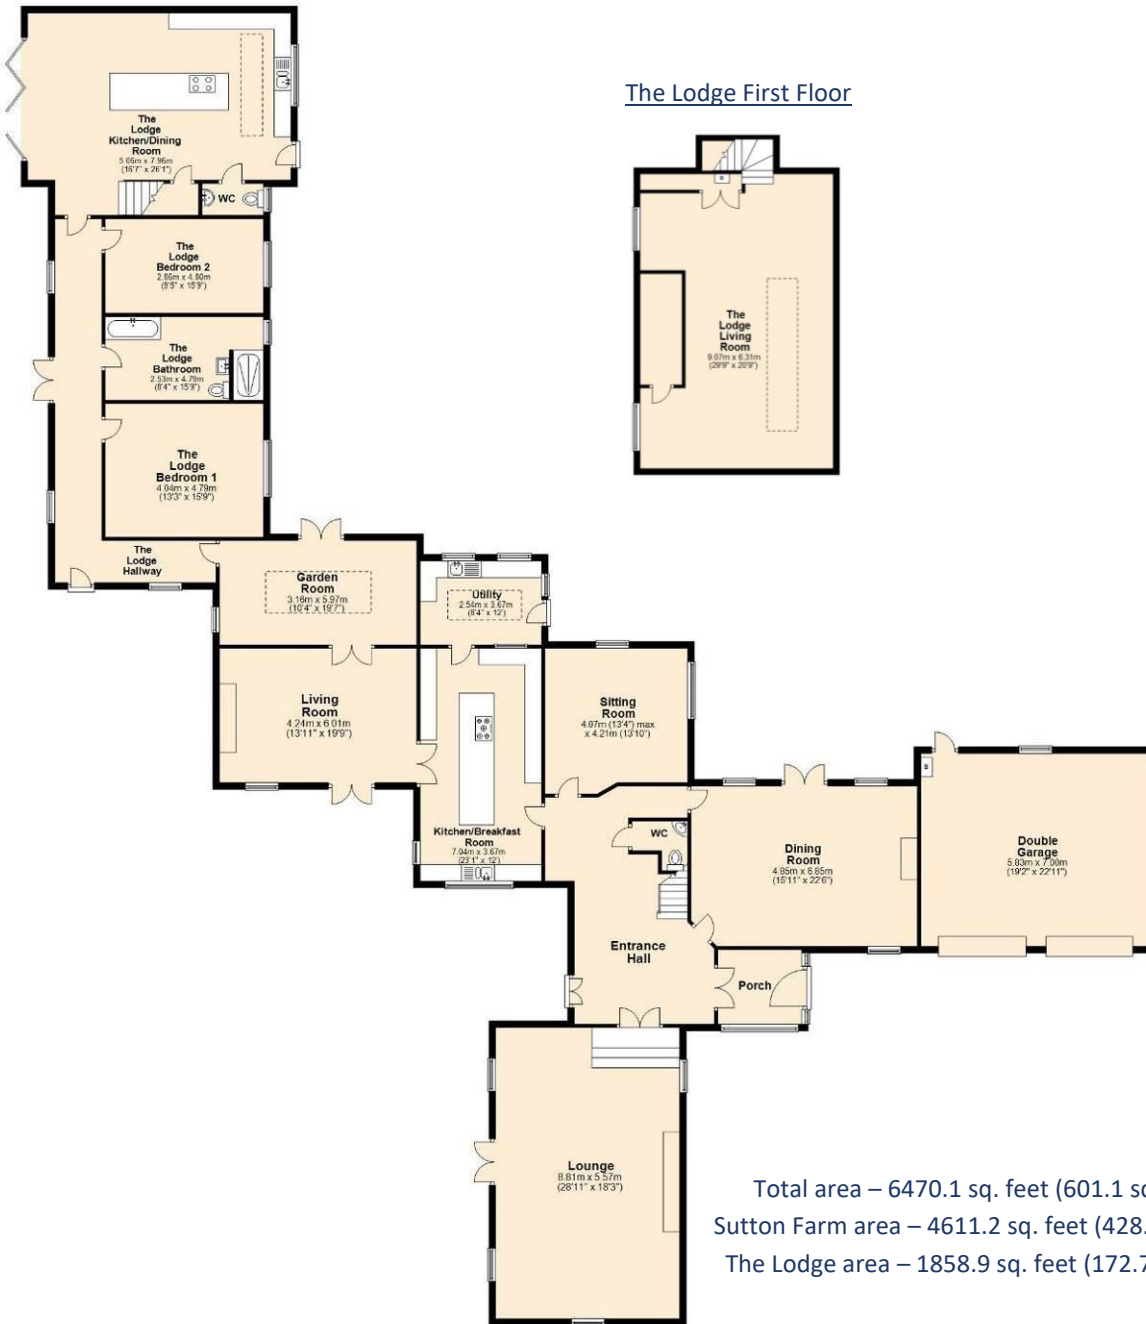 The Lodge First Floor
The
Lodge
Kitchen/Dining
Room
5.06m x 7.96m
(16'7" x 26'1")
WC
The
Lodge
Bedroom 2
2.86m x 4.80m
(9'5" x 15'9")
The
Lodge
Bathroom
2.53m x 4.79m
(8'4" x 15'9")
The
Lodge
Bedroom 1
4.04m x 4.79m
(13'3" x 15'9")
The
Lodge
Living
Room
9.07m x 6.31m
(29'9" x 20'9")
The
Lodge
Hallway
Garden
Room
3.16m x 5.97m
(10'4" x 19'7")
Utility
2.54m x 3.67m
(8'4" x 12')
Living
Room
4.24m x 6.01m
(13'11" x 19'9")
Sitting
Room
4.07m (13'4") max
x 4.21m (13'10")
Kitchen/Breakfast
Room
7.04m x 3.67m
(23'1" x 12')
WC
Dining
Room
4.85m x 6.85m
(15'11" x 22'6")
Double
Garage
5.83m x 7.00m
(19'2" x 22'11")
Entrance
Hall
Porch
Lounge
8.81m x 5.57m
(28'11" x 18'3")
Total area – 6470.1 sq. feet (601.1 sq
Sutton Farm area – 4611.2 sq. feet (428.
The Lodge area – 1858.9 sq. feet (172.7